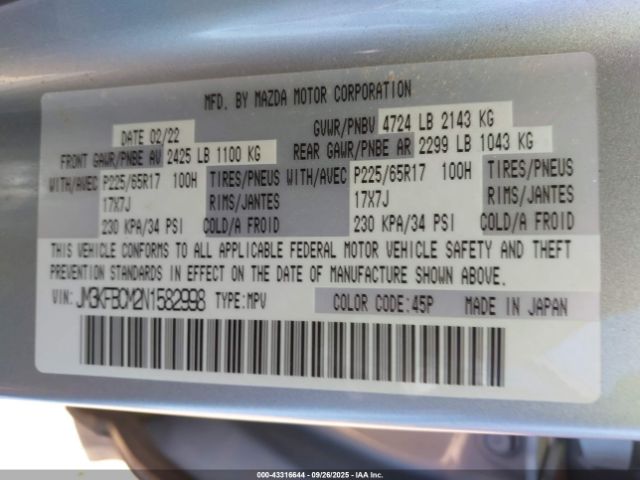 MFD. BY MAZDA MOTOR CORPORATION
DATE 02/22 GVWR/PNBV 4724 LB 2143 KG
FRONT GAWR/PNBE AV 2425 LB 1100 KG REAR GAWR/PNBE AR 2299 LB 1043 KG
WITH/AVEC P225/65R17 100H TIRES/PNEUS WITH/AVEC P225/65R17 100H TIRES/PNEUS
17X7J RIMS/JANTES 17X7J RIMS/JANTES
230 KPA/34 PSI COLD/A FROID 230 KPA/34 PSI COLD/A FROID
THIS VEHICLE CONFORMS TO ALL APPLICABLE FEDERAL MOTOR VEHICLE SAFETY AND THEFT
PREVENTION STANDARDS IN EFFECT ON THE DATE OF MANUFACTURE SHOWN ABOVE.
VIN: JM3KFBCM2N1582998 TYPE:MPV COLOR CODE:45P MADE IN JAPAN
000-43316644 - 09/26/2025 - IAA Inc.